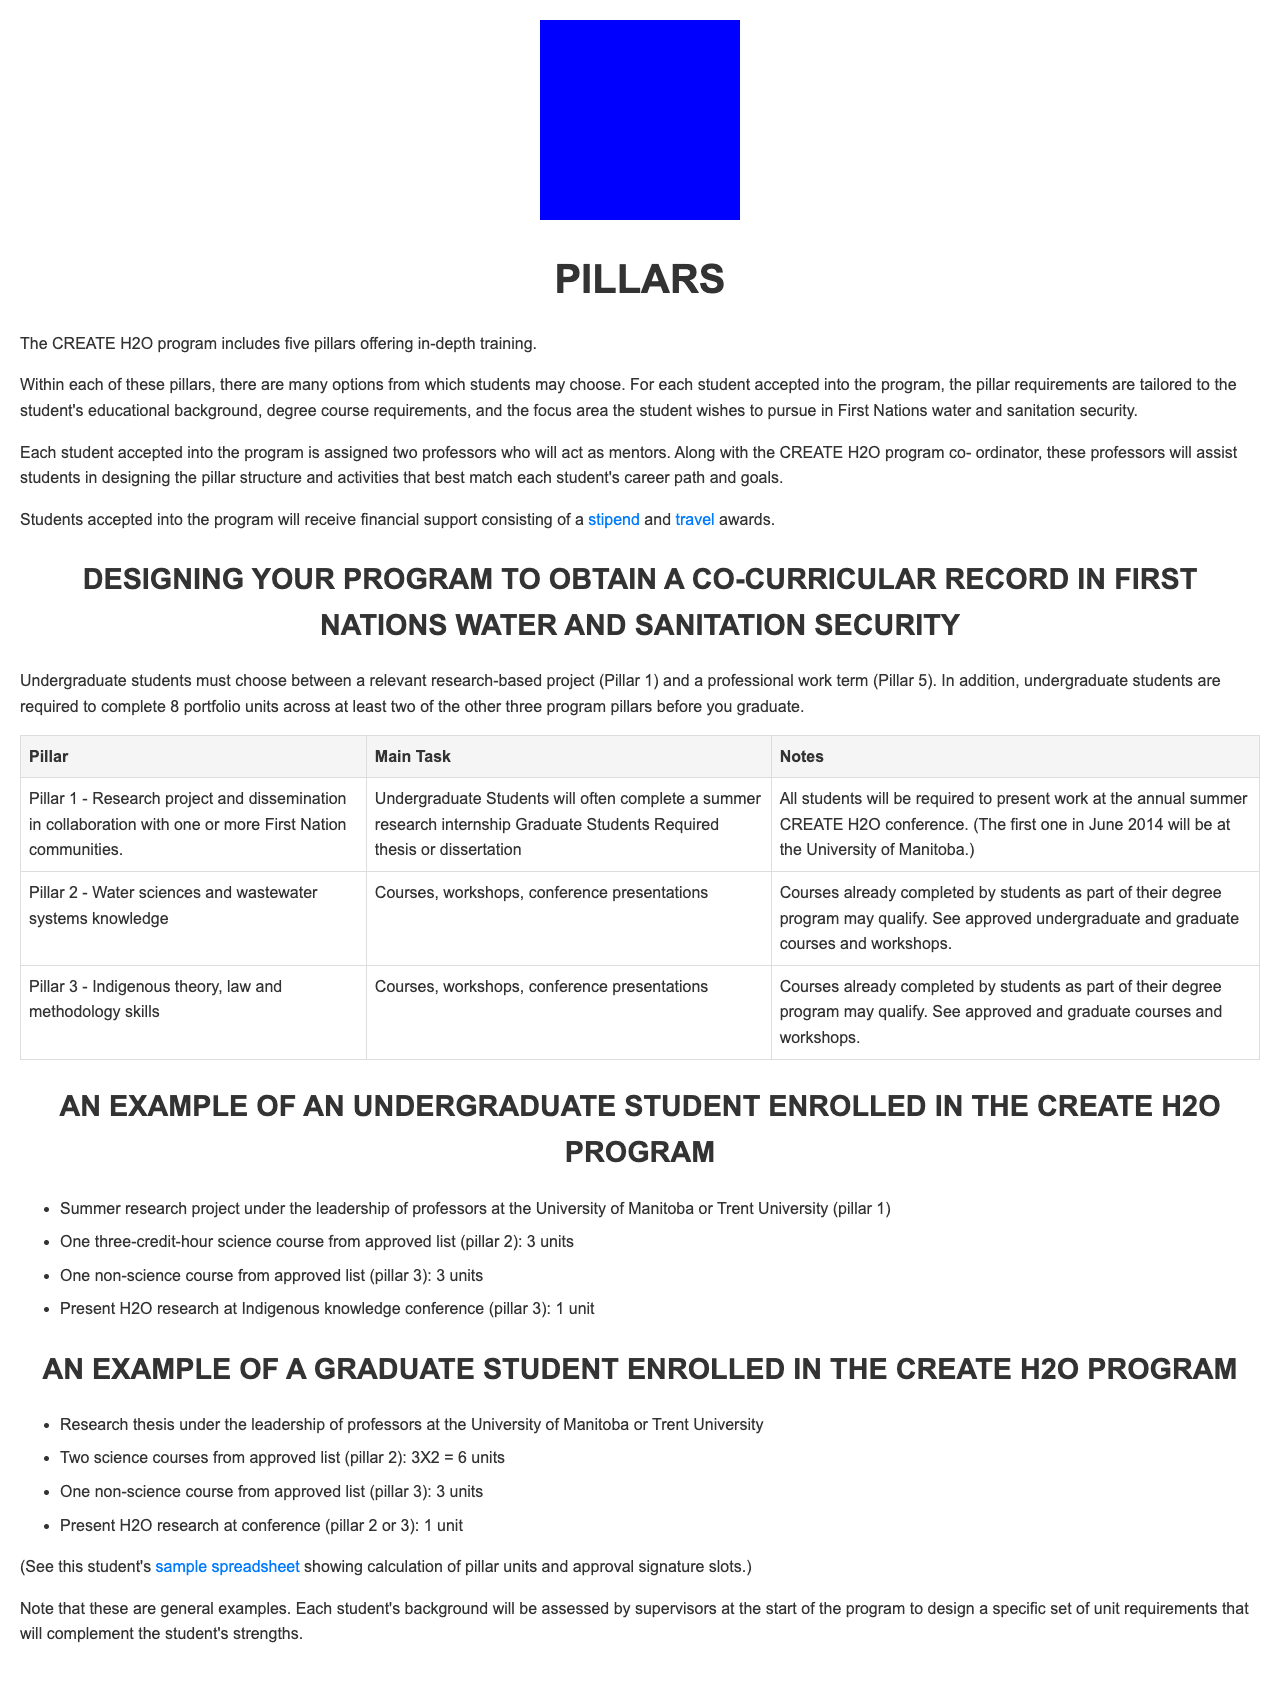 PILLARS
The CREATE H2O program includes five pillars offering in-depth training.
Within each of these pillars, there are many options from which students may choose. For each student accepted into the program, the pillar requirements are tailored to the
student's educational background, degree course requirements, and the focus area the student wishes to pursue in First Nations water and sanitation security.
Each student accepted into the program is assigned two professors who will act as mentors. Along with the CREATE H2O program co- ordinator, these professors will assist
students in designing the pillar structure and activities that best match each student's career path and goals.
Students accepted into the program will receive financial support consisting of a stipend and travel awards.
DESIGNING YOUR PROGRAM TO OBTAIN A CO-CURRICULAR RECORD IN FIRST
NATIONS WATER AND SANITATION SECURITY
Undergraduate students must choose between a relevant research-based project (Pillar 1) and a professional work term (Pillar 5). In addition, undergraduate students are
required to complete 8 portfolio units across at least two of the other three program pillars before you graduate.
Pillar
Main Task
Notes
Pillar 1 - Research project and dissemination
in collaboration with one or more First Nation
communities.
Undergraduate Students will often complete a summer
research internship Graduate Students Required
thesis or dissertation
All students will be required to present work at the annual summer
CREATE H2O conference. (The first one in June 2014 will be at
the University of Manitoba.)
Pillar 2 - Water sciences and wastewater
systems knowledge
Courses, workshops, conference presentations
Courses already completed by students as part of their degree
program may qualify. See approved undergraduate and graduate
courses and workshops.
Pillar 3 - Indigenous theory, law and
methodology skills
Courses, workshops, conference presentations
Courses already completed by students as part of their degree
program may qualify. See approved and graduate courses and
workshops.
AN EXAMPLE OF AN UNDERGRADUATE STUDENT ENROLLED IN THE CREATE H2O
PROGRAM
• Summer research project under the leadership of professors at the University of Manitoba or Trent University (pillar 1)
• One three-credit-hour science course from approved list (pillar 2): 3 units
• One non-science course from approved list (pillar 3): 3 units
• Present H2O research at Indigenous knowledge conference (pillar 3): 1 unit
AN EXAMPLE OF A GRADUATE STUDENT ENROLLED IN THE CREATE H2O PROGRAM
• Research thesis under the leadership of professors at the University of Manitoba or Trent University
• Two science courses from approved list (pillar 2): 3X2 = 6 units
• One non-science course from approved list (pillar 3): 3 units
• Present H2O research at conference (pillar 2 or 3): 1 unit
(See this student's sample spreadsheet showing calculation of pillar units and approval signature slots.)
Note that these are general examples. Each student's background will be assessed by supervisors at the start of the program to design a specific set of unit requirements that
will complement the student's strengths.